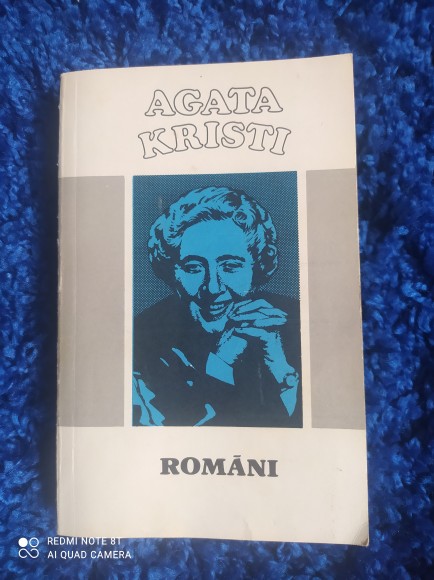 AGATA
KRISTI
ROMĀNI
REDMI NOTE 8T
AI QUAD CAMERA